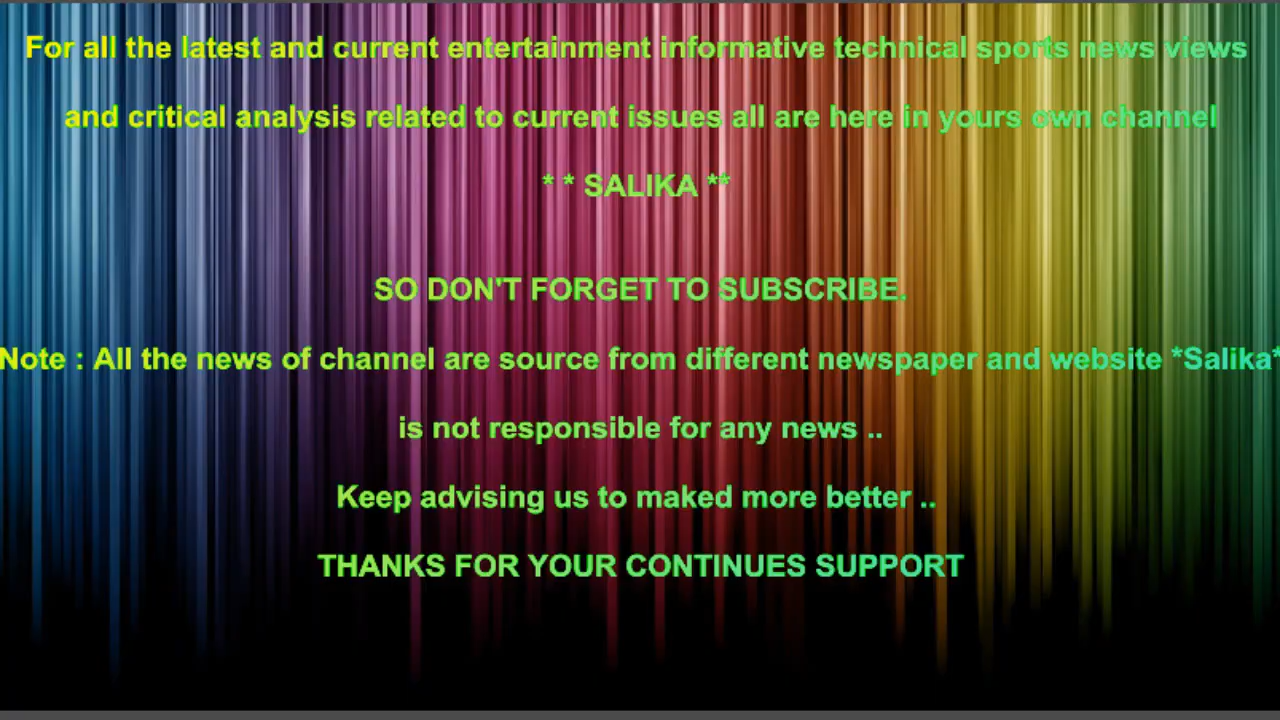 For all the latest and current entertainment informative technical sports news views
and critical analysis related to current issues all are here in yours own channel
* * SALIKA **
SO DON'T FORGET TO SUBSCRIBE.
Note : All the news of channel are source from different newspaper and website *Salika*
is not responsible for any news ..
Keep advising us to maked more better ..
THANKS FOR YOUR CONTINUES SUPPORT